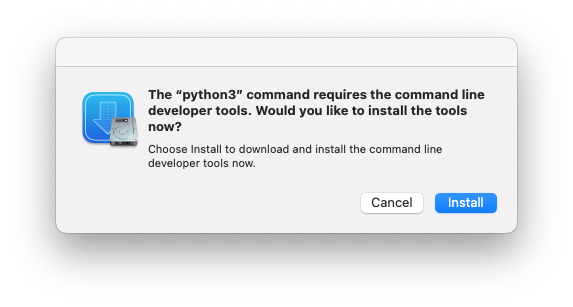 The “python3” command requires the command line
developer tools. Would you like to install the tools
now?
Choose Install to download and install the command line
developer tools now.
Cancel
Install